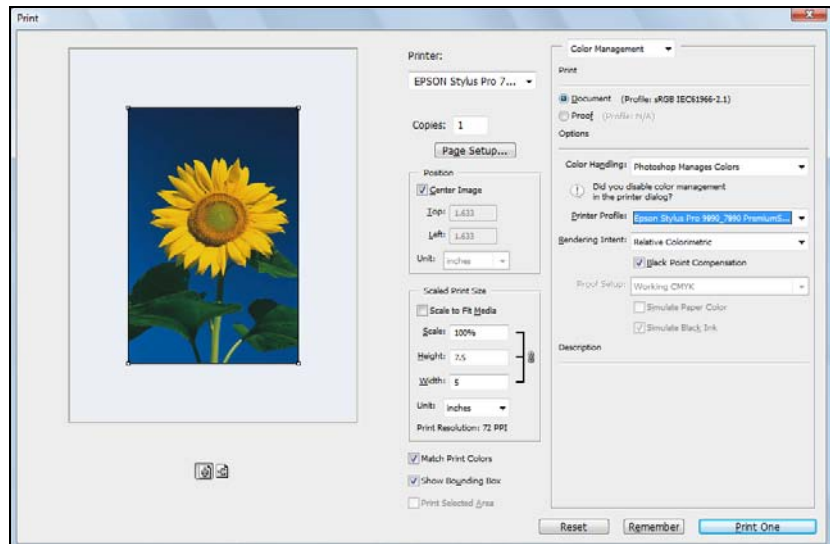 Print
Printer:
EPSON Stylus Pro 7...
Copies: 1
Page Setup...
Position
Center Image
Top: 1.633
Left: 1.633
Unit: inches
Scaled Print Size
Scale to Fit Media
Scale: 100%
Height: 7.5
Width: 5
Unit: inches
Print Resolution: 72 PPI
Match Print Colors
Show Bounding Box
Print Selected Area
Color Management
Print
Document (Profile: sRGB IEC61966-2.1)
Proof (Profile: N/A)
Options
Color Handling: Photoshop Manages Colors
Did you disable color management
in the printer dialog?
Printer Profile: Epson Stylus Pro 9890_7890 PremiumS...
Rendering Intent: Relative Colorimetric
Black Point Compensation
Proof Setup: Working CMYK
Simulate Paper Color
Simulate Black Ink
Description
Reset
Remember
Print One